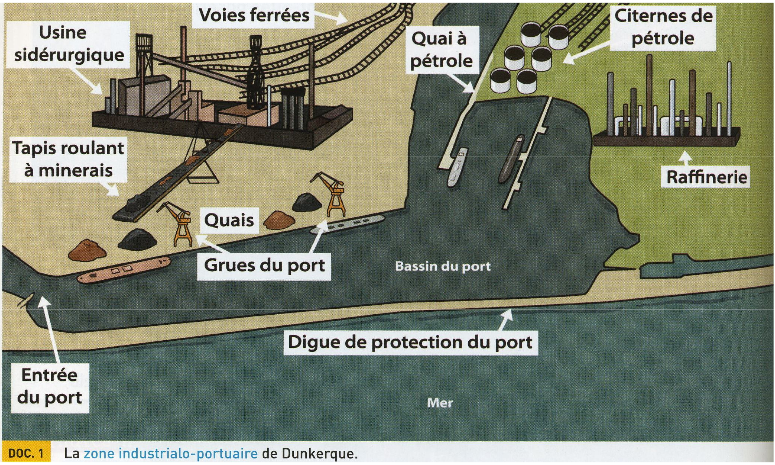 Voies ferrées
Citernes de
pétrole
Usine
sidérurgique
Quai à
pétrole
Tapis roulant
à minerais
Raffinerie
Quais
Grues du port
Bassin du port
Digue de protection du port
Entrée
du port
Mer
DOC. 1 La zone industrialo-portuaire de Dunkerque.